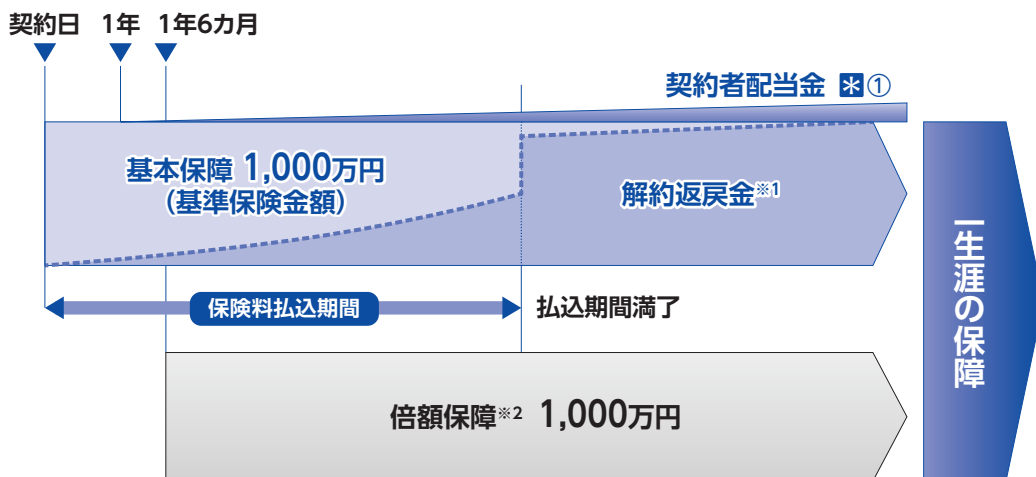 契約日 1年 1年6カ月
契約者配当金 *①
基本保障 1,000万円
(基準保険金額)
解約返戻金※1
保険料払込期間
払込期間満了
倍額保障※2 1,000万円
一生涯の保障